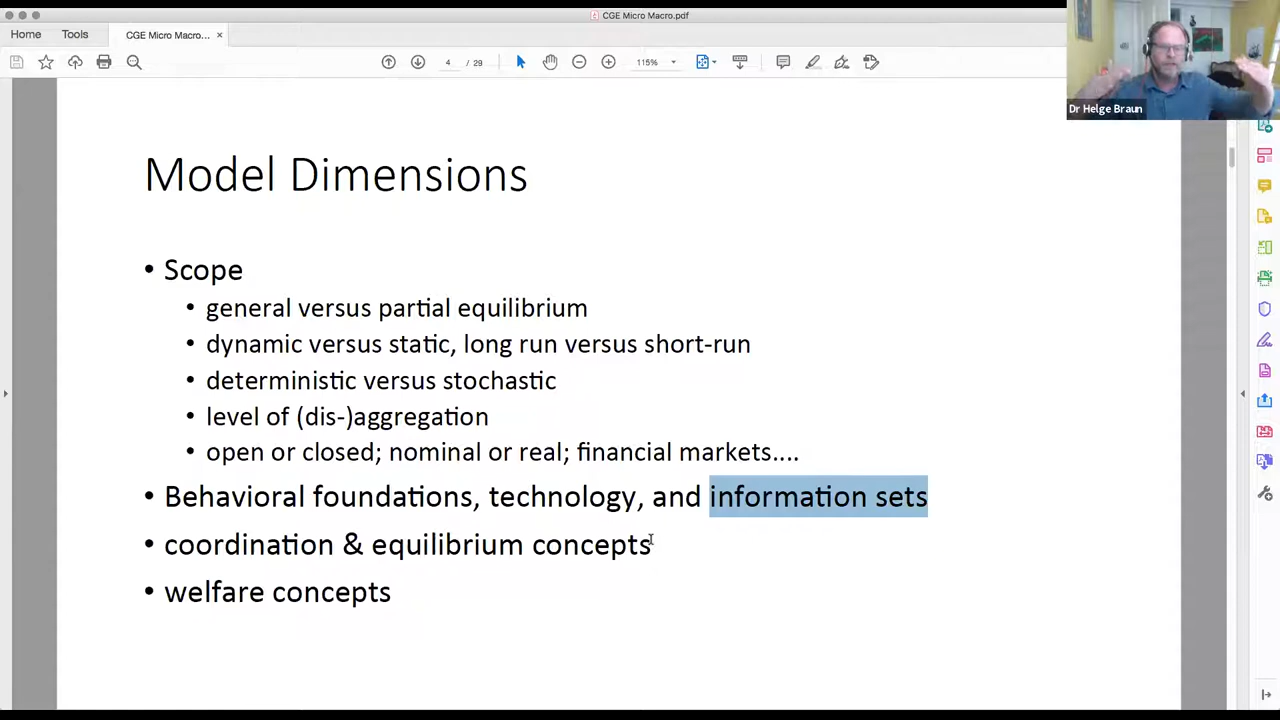 CGE Micro Macro.pdf
Home Tools CGE Micro Macro... ×
4 / 29 115%
Dr Helge Braun
Model Dimensions
• Scope
• general versus partial equilibrium
• dynamic versus static, long run versus short-run
• deterministic versus stochastic
• level of (dis-)aggregation
• open or closed; nominal or real; financial markets....
• Behavioral foundations, technology, and information sets
• coordination & equilibrium concepts
• welfare concepts